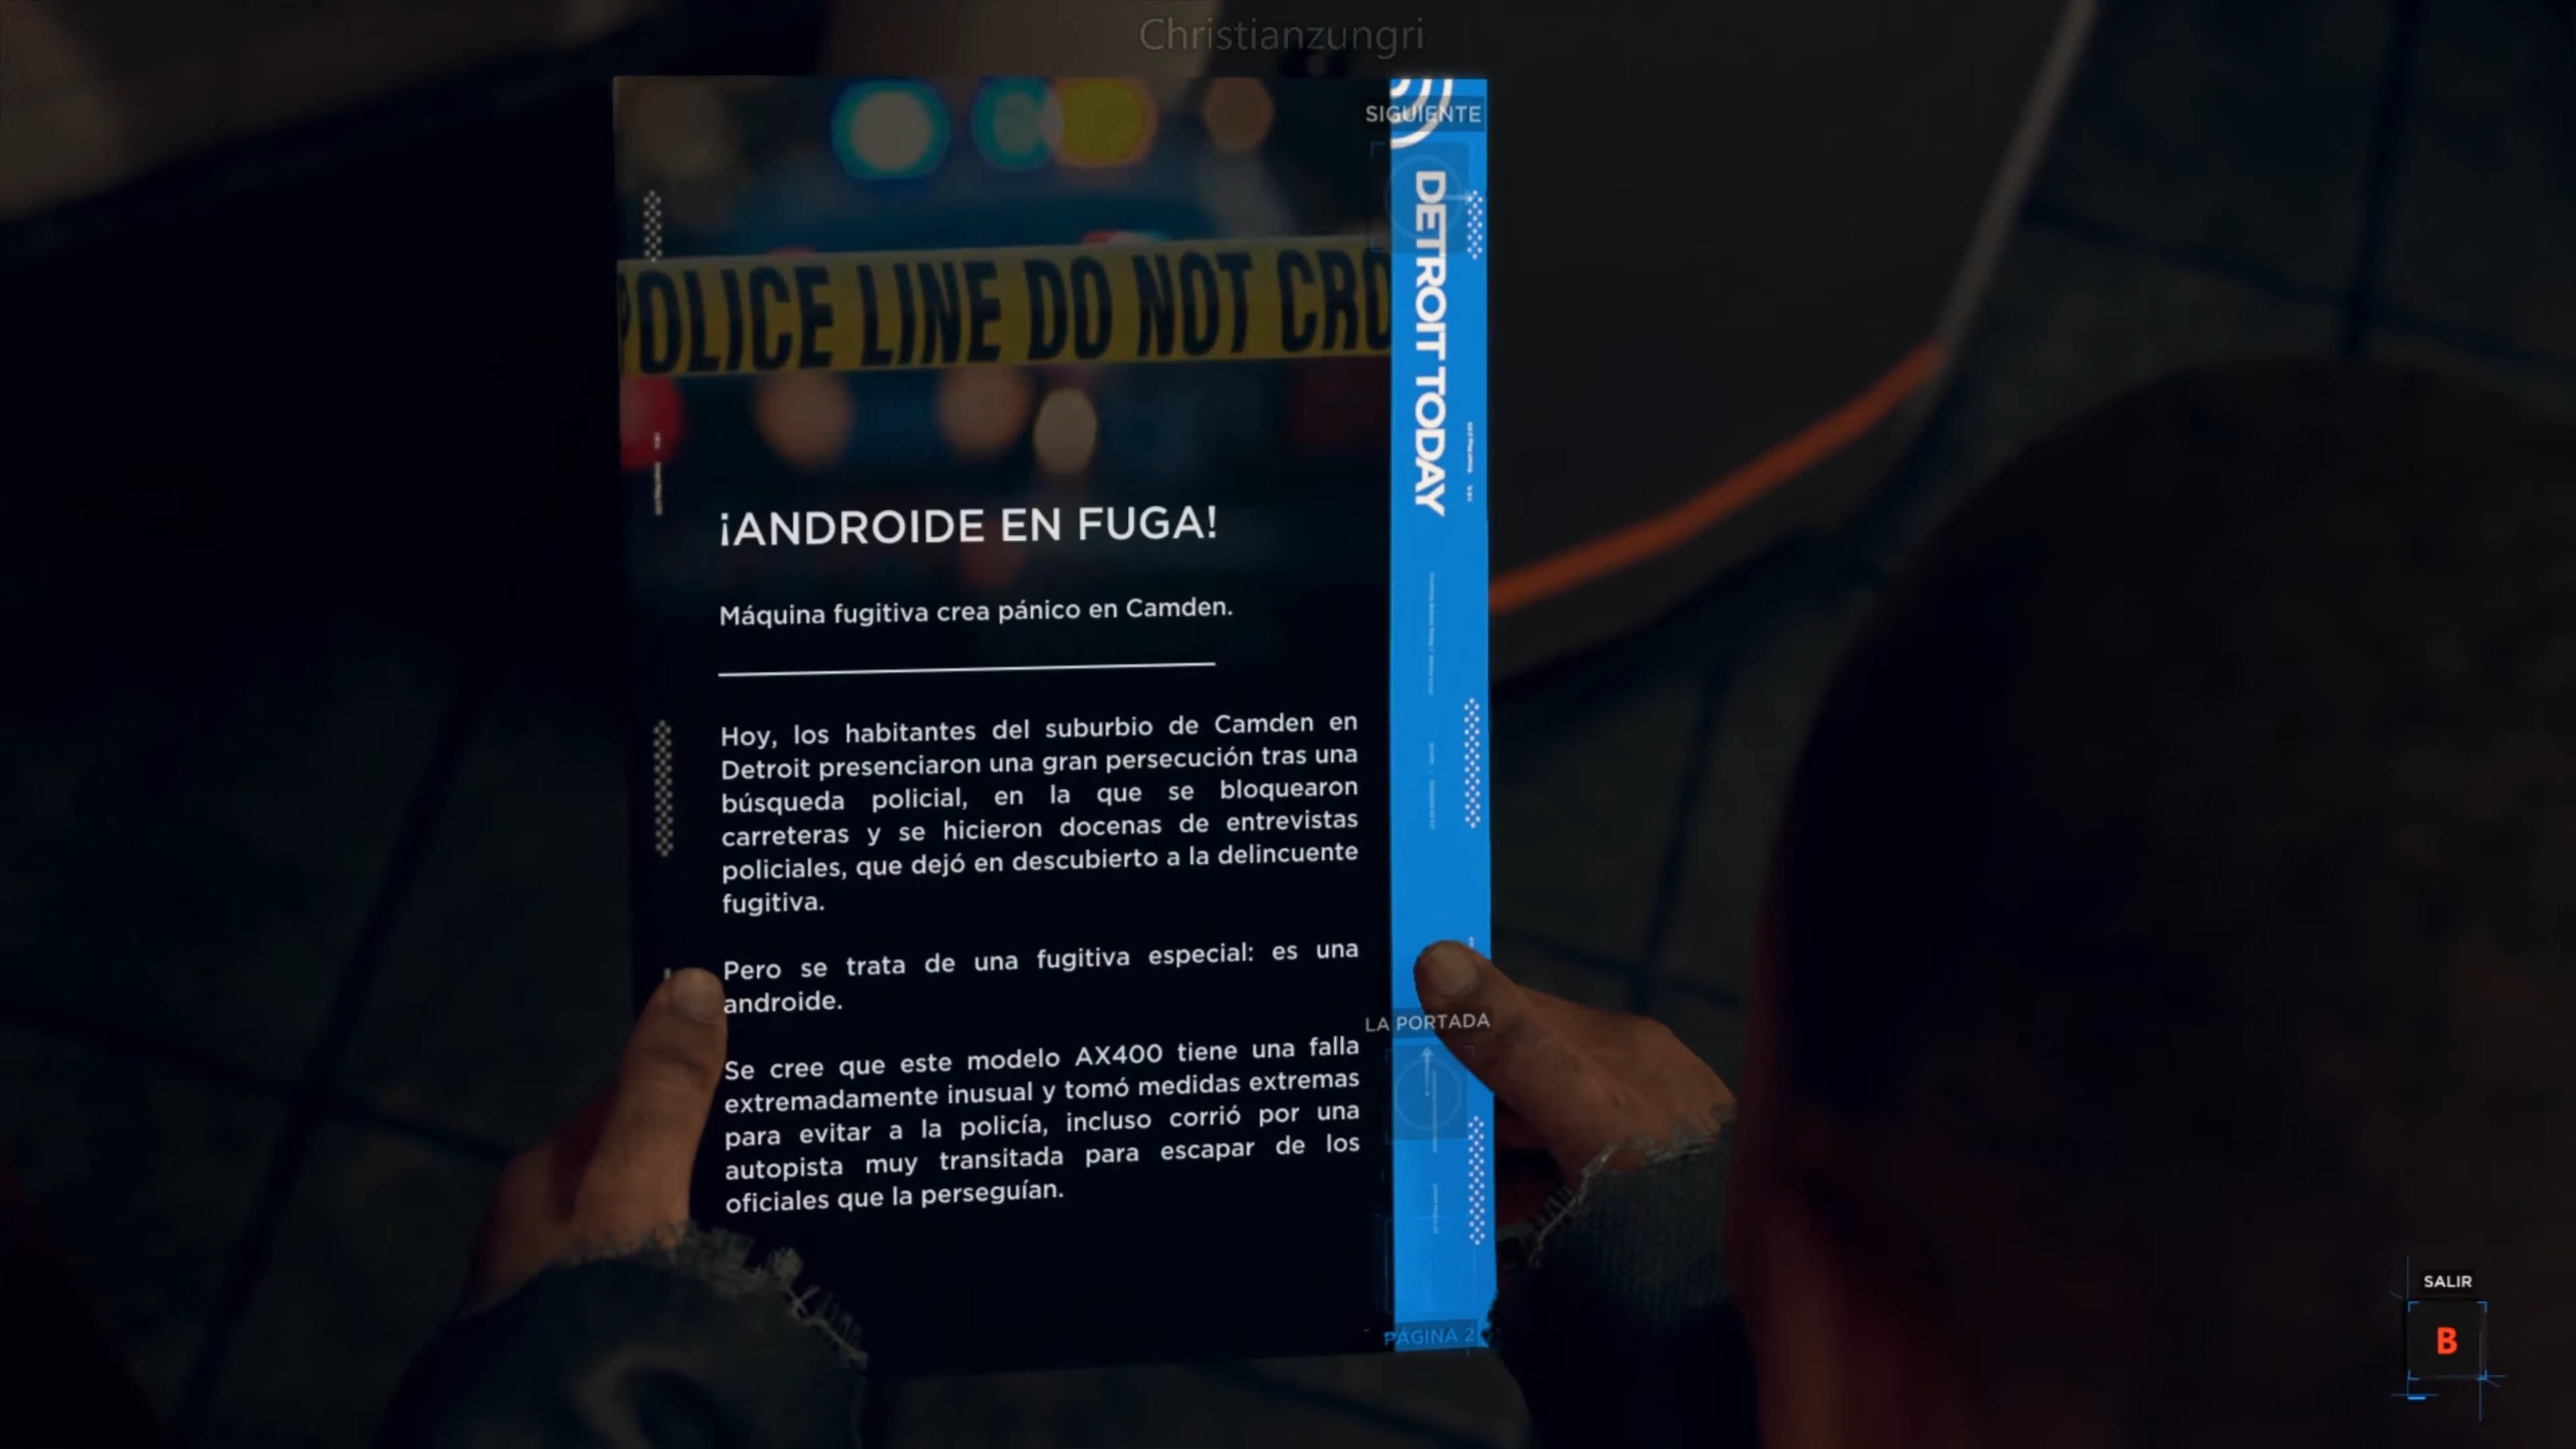 Christianzungri
SIGUIENTE
DETROIT TODAY
POLICE LINE DO NOT CRO
¡ANDROIDE EN FUGA!
Máquina fugitiva crea pánico en Camden.
Hoy, los habitantes del suburbio de Camden en
Detroit presenciaron una gran persecución tras una
búsqueda policial, en la que se bloquearon
carreteras y se hicieron docenas de entrevistas
policiales, que dejó en descubierto a la delincuente
fugitiva.
Pero se trata de una fugitiva especial: es una
androide.
Se cree que este modelo AX400 tiene una falla
extremadamente inusual y tomó medidas extremas
para evitar a la policía, incluso corrió por una
autopista muy transitada para escapar de los
oficiales que la perseguían.
LA PORTADA
PÁGINA 2
SALIR
B